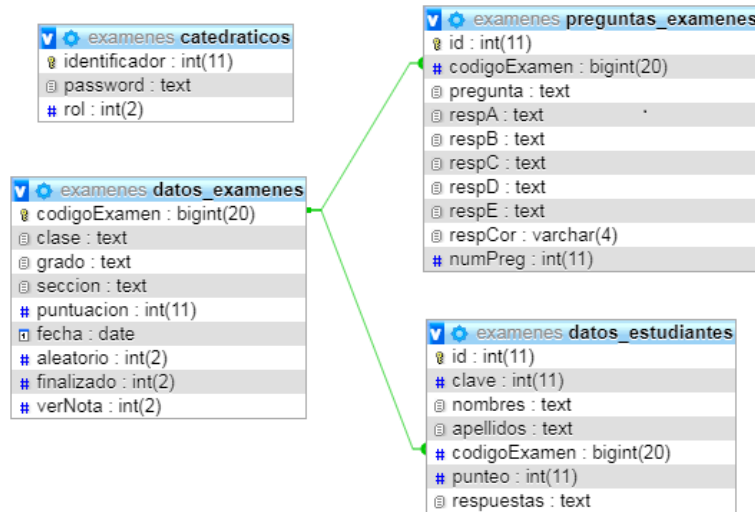 examenes catedraticos
identificador : int(11)
password : text
# rol : int(2)
examenes datos_examenes
codigoExamen : bigint(20)
clase : text
grado : text
seccion : text
# puntuacion : int(11)
fecha : date
# aleatorio : int(2)
# finalizado : int(2)
# verNota : int(2)
examenes preguntas_examenes
id : int(11)
# codigoExamen : bigint(20)
pregunta : text
respA : text
respB : text
respC : text
respD : text
respE : text
respCor : varchar(4)
# numPreg : int(11)
examenes datos_estudiantes
id : int(11)
# clave : int(11)
nombres : text
apellidos : text
# codigoExamen : bigint(20)
# punteo : int(11)
respuestas : text